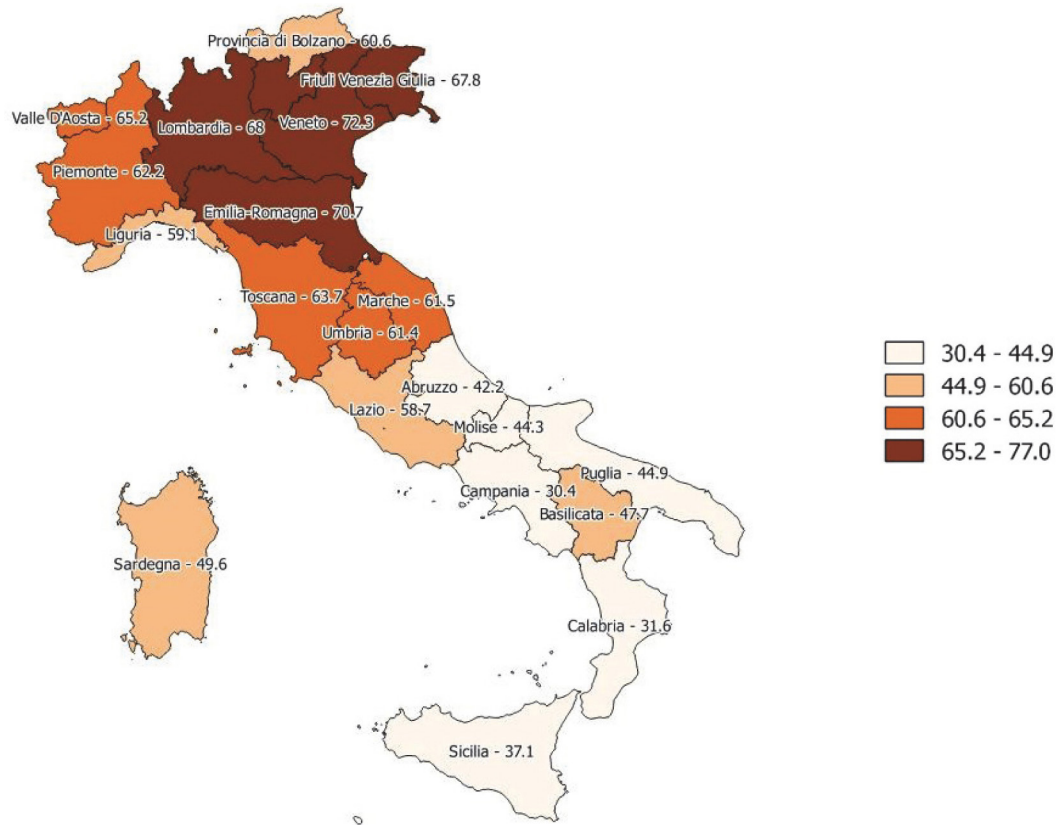 Provincia di Bolzano - 60.6
Friuli Venezia Giulia - 67.8
Valle D'Aosta - 65.2
Lombardia - 68
Veneto - 72.3
Piemonte - 62.2
Emilia-Romagna - 70.7
Liguria - 59.1
Toscana - 63.7
Marche - 61.5
Umbria - 61.4
Abruzzo - 42.2
Lazio - 58.7
Molise - 44.3
Puglia - 44.9
Campania - 30.4
Basilicata - 47.7
Sardegna - 49.6
Calabria - 31.6
Sicilia - 37.1
30.4 - 44.9
44.9 - 60.6
60.6 - 65.2
65.2 - 77.0